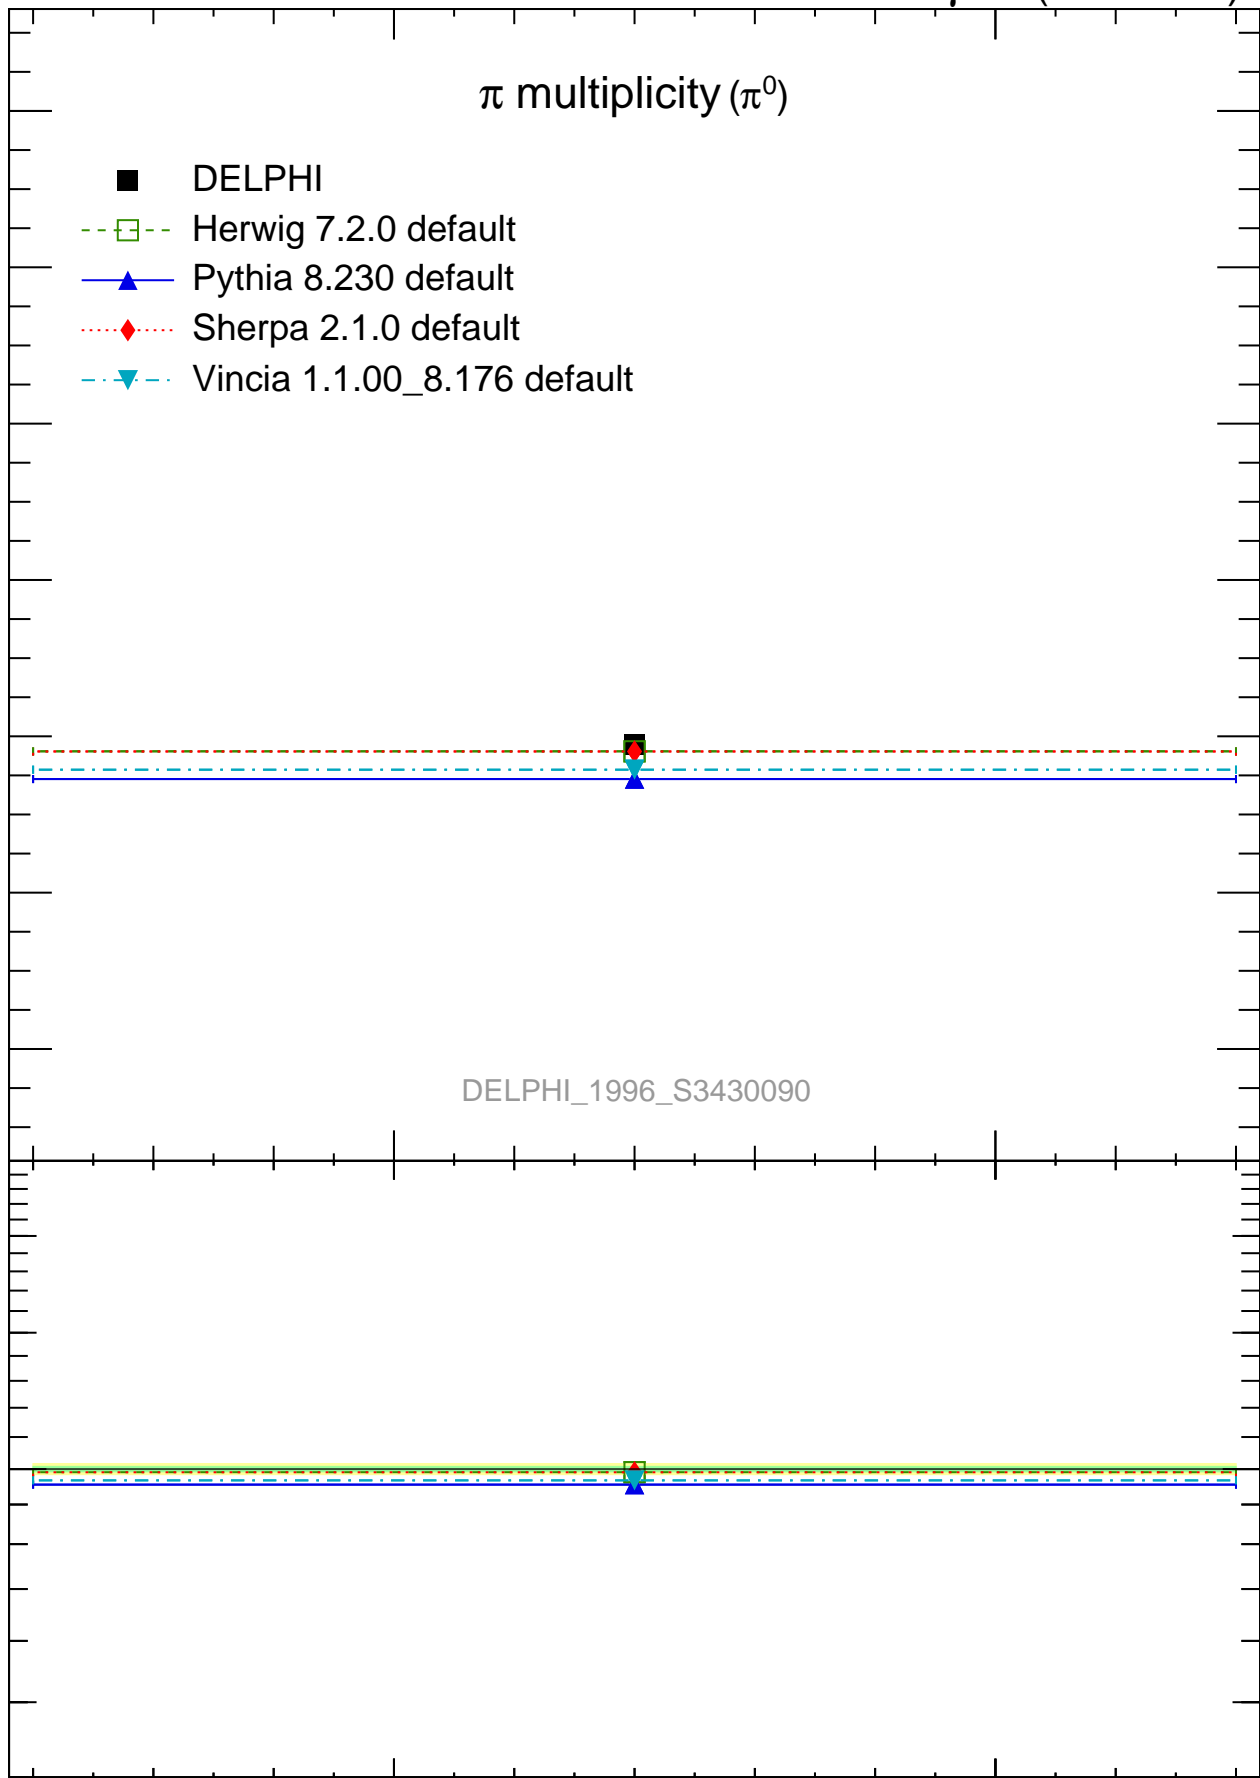 π multiplicity (π⁰)
DELPHI
Herwig 7.2.0 default
Pythia 8.230 default
Sherpa 2.1.0 default
Vincia 1.1.00_8.176 default
DELPHI_1996_S3430090